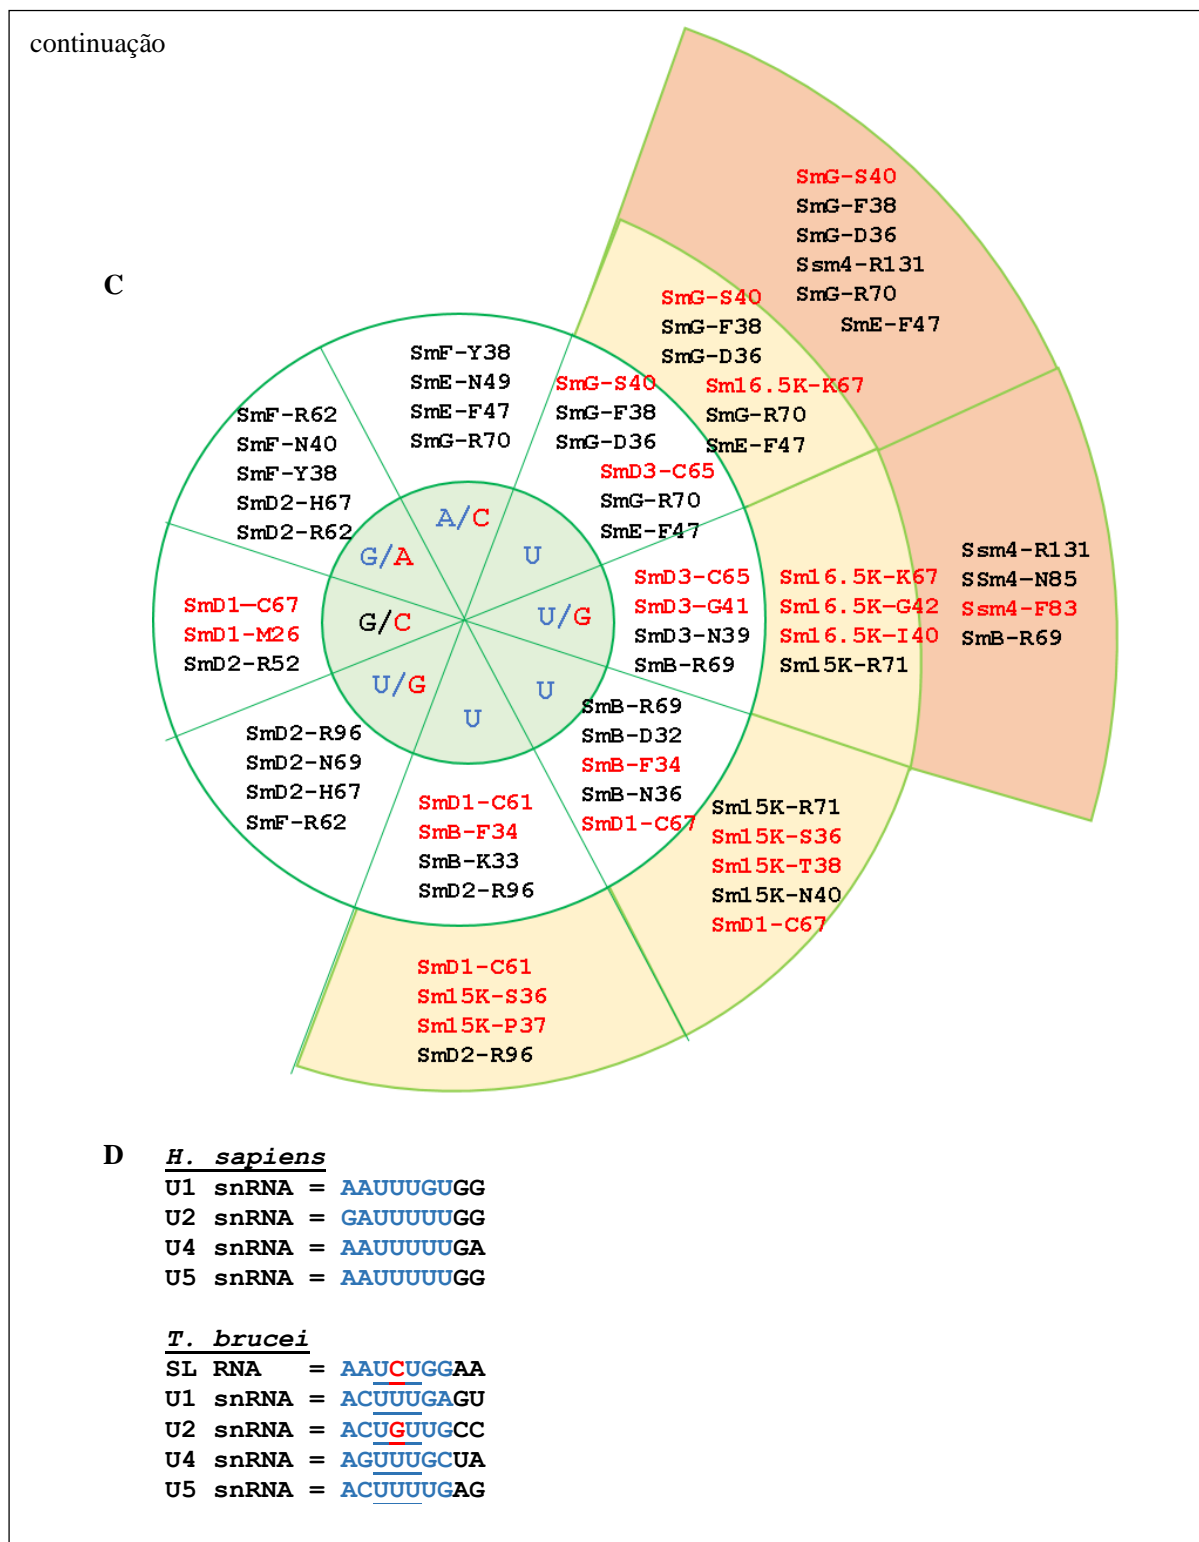 continuação
C
SmG-S40
SmG-F38
SmG-D36
Ssm4-R131
SmG-R70
SmE-F47
SmG-S40
SmG-F38
SmG-D36
Sm16.5K-K67
SmG-R70
SmE-F47
SmF-Y38
SmE-N49
SmE-F47
SmG-R70
SmG-S40
SmG-F38
SmG-D36
SmD3-C65
SmG-R70
SmE-F47
SmF-R62
SmF-N40
SmF-Y38
SmD2-H67
SmD2-R62
A/C
U
G/A
U/G
G/C
U/G
U
U
SmD1—C67
SmD1-M26
SmD2-R52
SmD3-C65
SmD3-G41
SmD3-N39
SmB-R69
Sm16.5K-K67
Sm16.5K-G42
Sm16.5K-I40
Sm15K-R71
Ssm4-R131
SSm4-N85
Ssm4-F83
SmB-R69
SmD2-R96
SmD2-N69
SmD2-H67
SmF-R62
SmB-R69
SmB-D32
SmB-F34
SmB-N36
SmD1-C67
SmD1-C61
SmB-F34
SmB-K33
SmD2-R96
Sm15K-R71
Sm15K-S36
Sm15K-T38
Sm15K-N40
SmD1-C67
SmD1-C61
Sm15K-S36
Sm15K-P37
SmD2-R96
D
H. sapiens
U1 snRNA = AAUUUGUGG
U2 snRNA = GAUUUUUGG
U4 snRNA = AAUUUUUGA
U5 snRNA = AAUUUUUGG
T. brucei
SL RNA = AAUCUGGAA
U1 snRNA = ACUUUGAGU
U2 snRNA = ACUGUUGCC
U4 snRNA = AGUUUGCUA
U5 snRNA = ACUUUUGAG